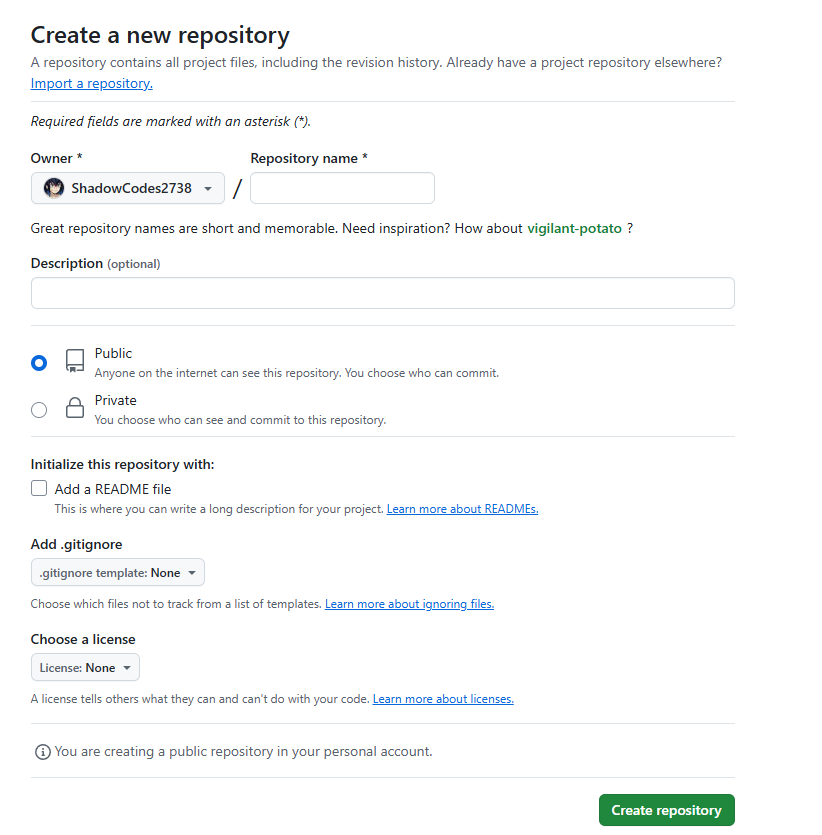 Create a new repository
A repository contains all project files, including the revision history. Already have a project repository elsewhere?
Import a repository.
Required fields are marked with an asterisk (*).
Owner * Repository name *
ShadowCodes2738 /
Great repository names are short and memorable. Need inspiration? How about vigilant-potato ?
Description (optional)
Public
Anyone on the internet can see this repository. You choose who can commit.
Private
You choose who can see and commit to this repository.
Initialize this repository with:
Add a README file
This is where you can write a long description for your project. Learn more about READMEs.
Add .gitignore
.gitignore template: None
Choose which files not to track from a list of templates. Learn more about ignoring files.
Choose a license
License: None
A license tells others what they can and can't do with your code. Learn more about licenses.
You are creating a public repository in your personal account.
Create repository